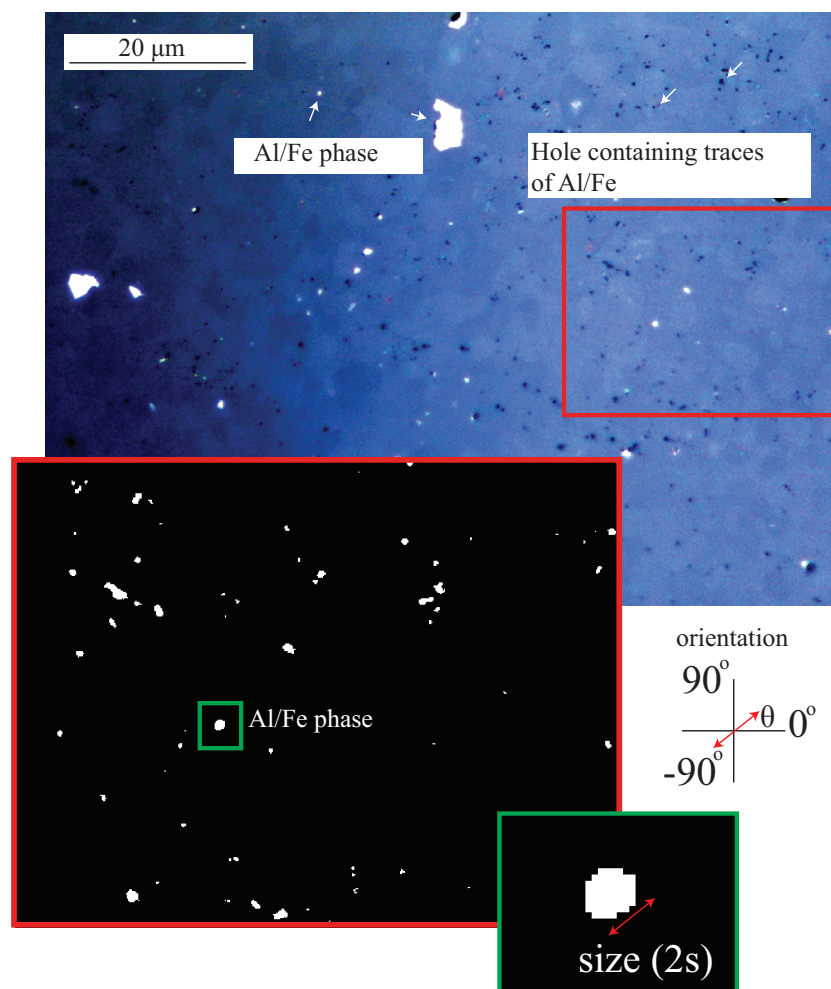 20 μm
Al/Fe phase
Hole containing traces
of Al/Fe
orientation
90°
θ
0°
-90°
Al/Fe phase
size (2s)